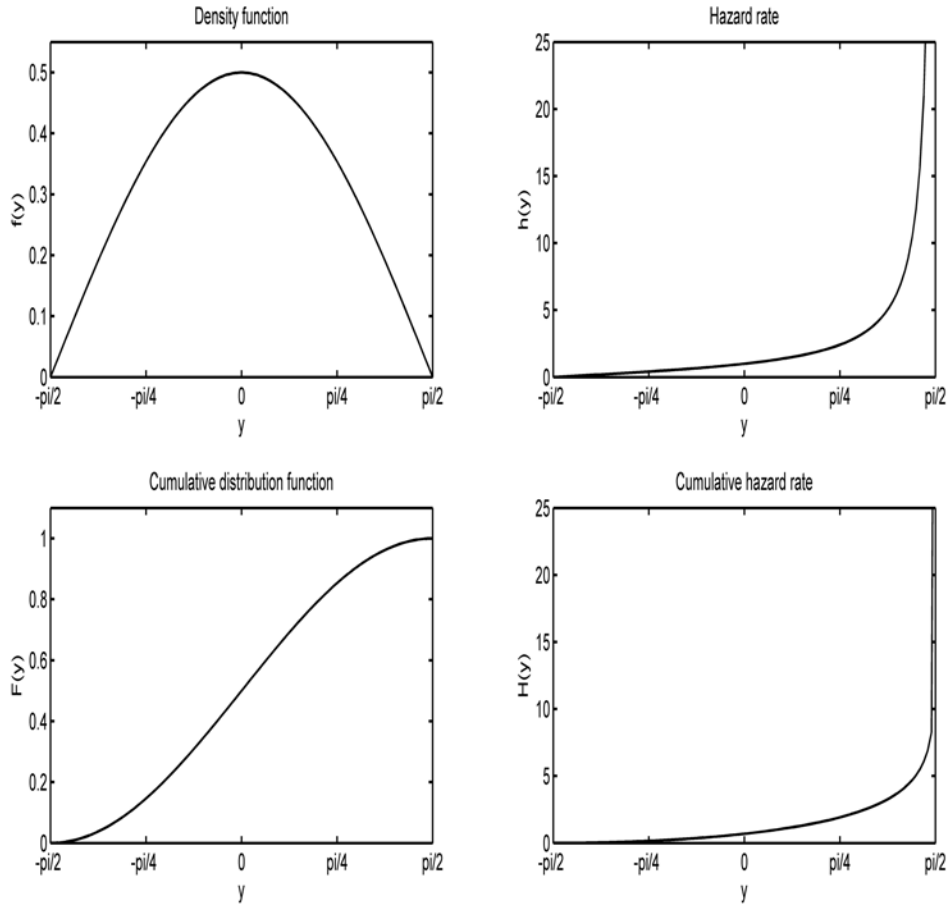 Density function
0.5
0.4
0.3
0.2
0.1
0
f(y)
-pi/2 -pi/4 0 pi/4 pi/2
y
Hazard rate
25
20
15
10
5
0
h(y)
-pi/2 -pi/4 0 pi/4 pi/2
y
Cumulative distribution function
1
0.8
0.6
0.4
0.2
0
F(y)
-pi/2 -pi/4 0 pi/4 pi/2
y
Cumulative hazard rate
25
20
15
10
5
0
H(y)
-pi/2 -pi/4 0 pi/4 pi/2
y